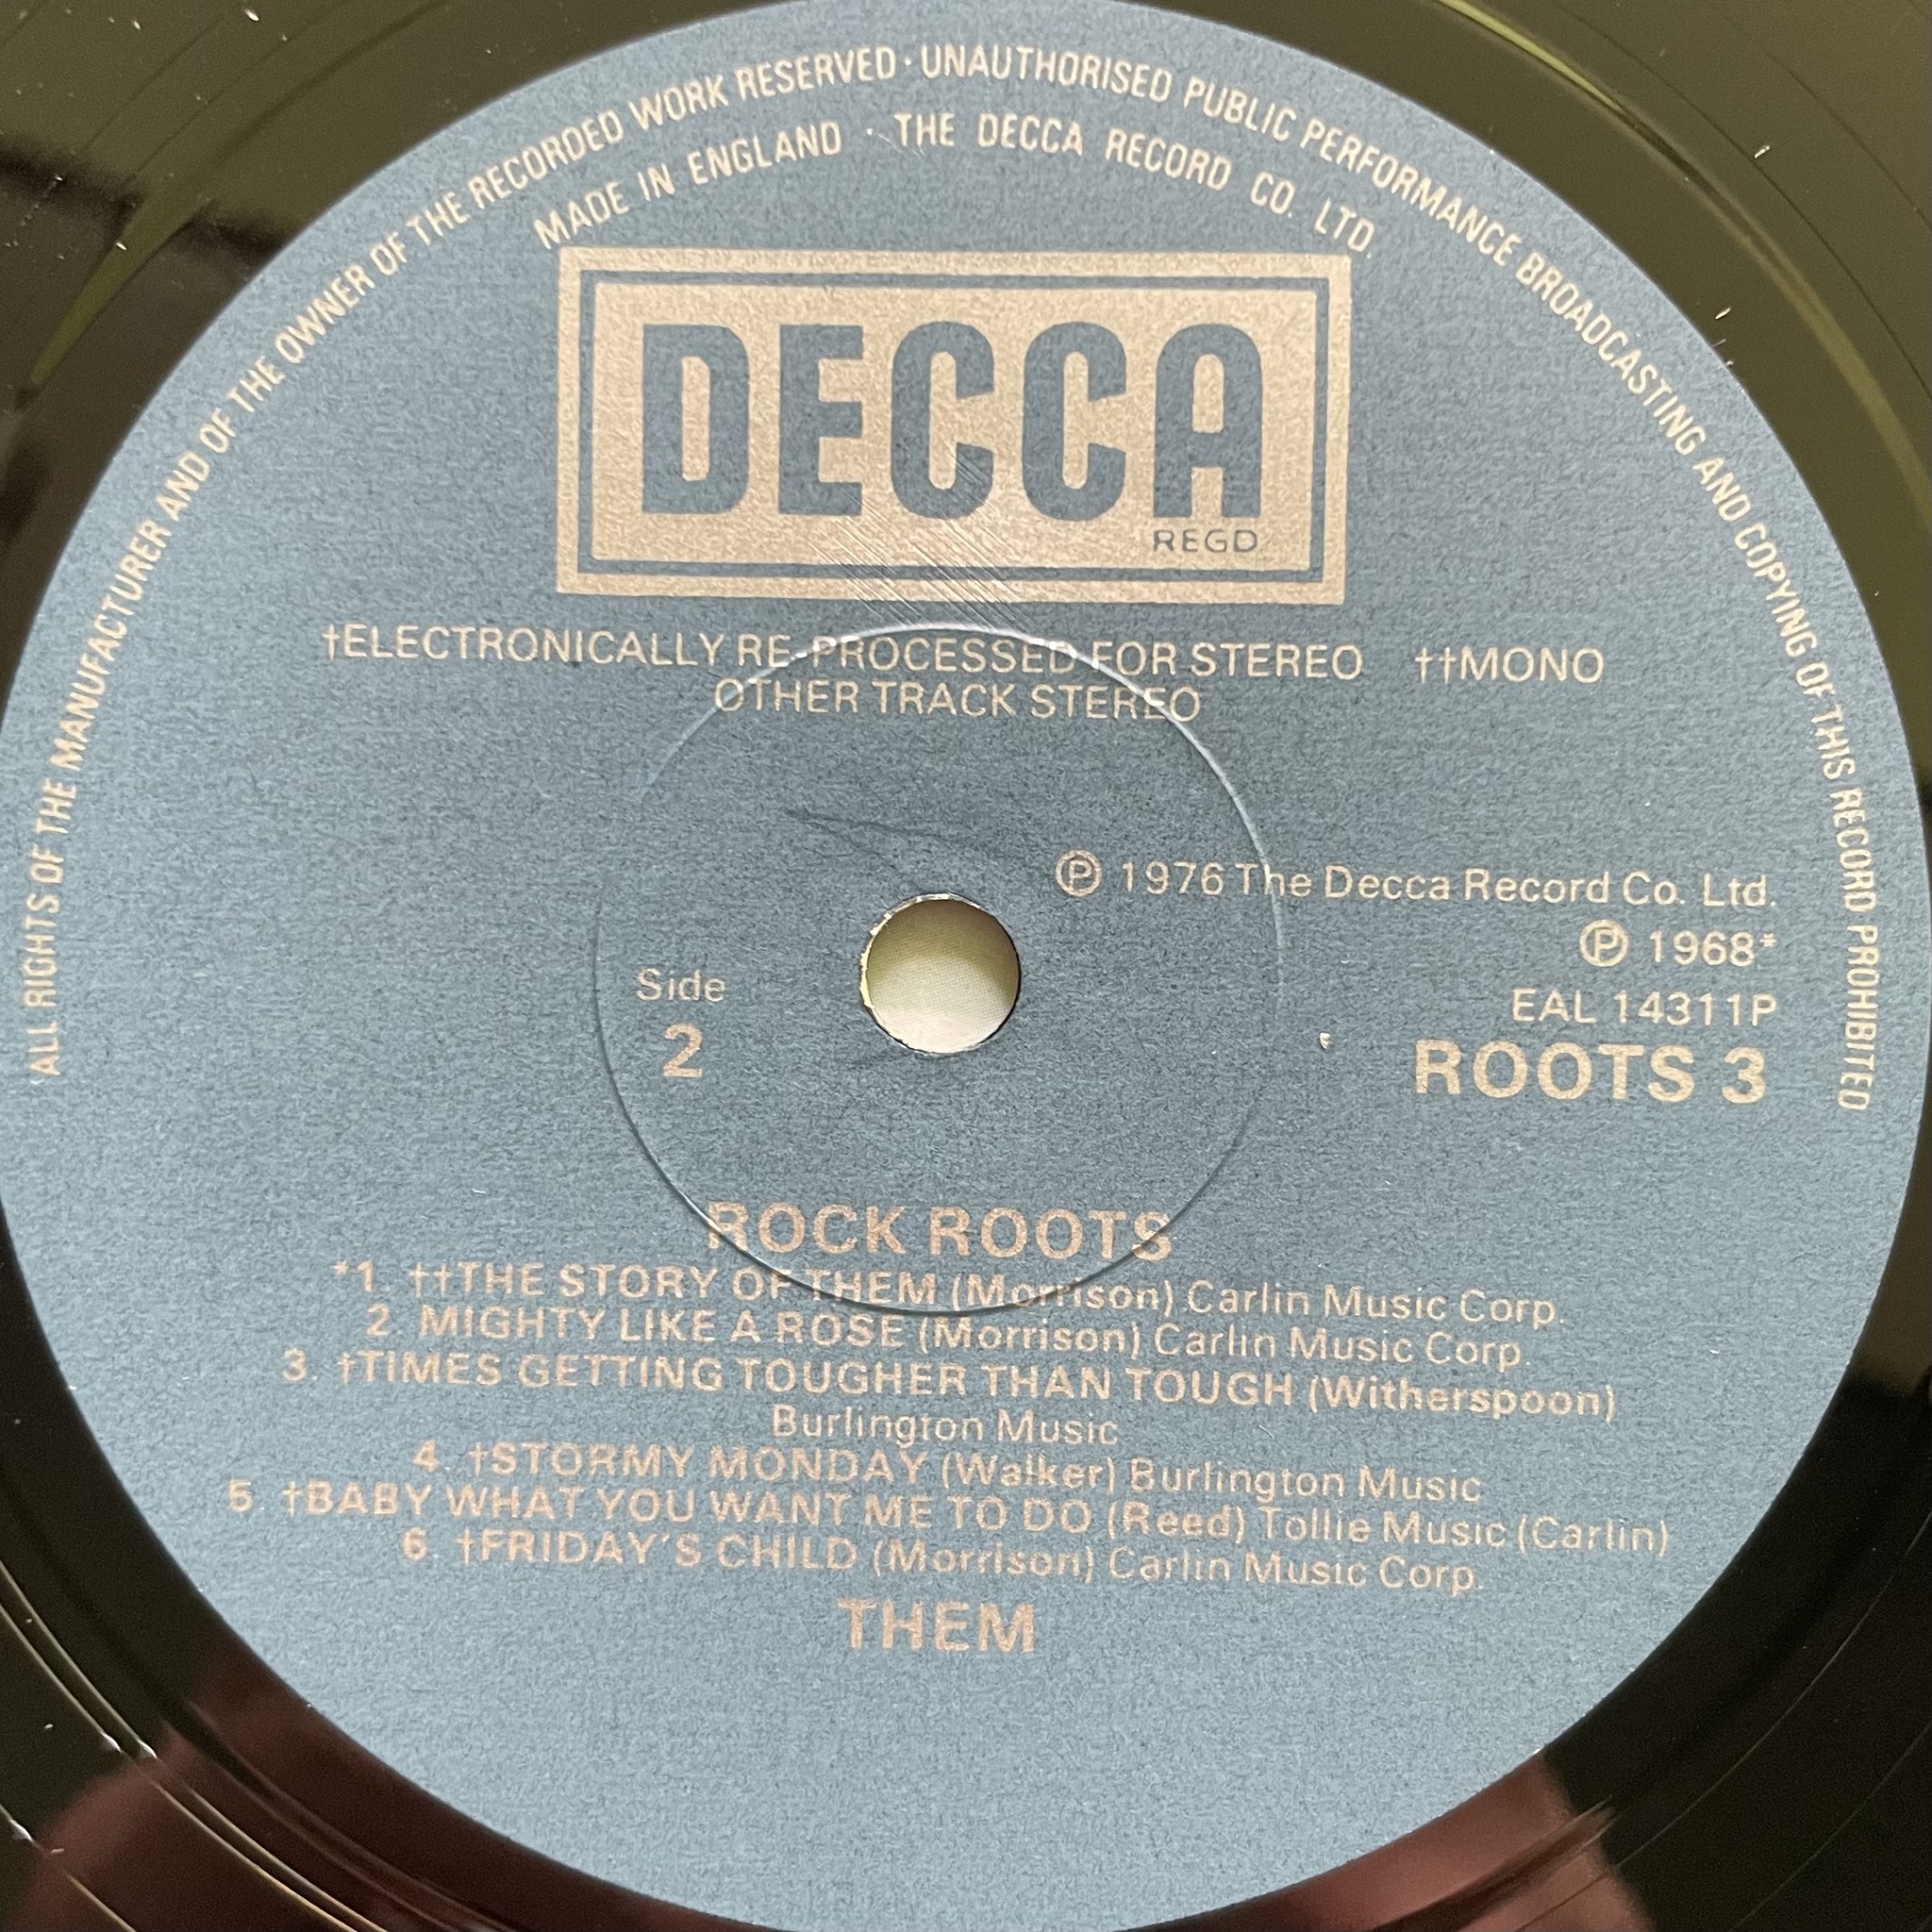 ALL RIGHTS OF THE MANUFACTURER AND OF THE OWNER OF THE RECORDED WORK RESERVED · UNAUTHORISED PUBLIC PERFORMANCE BROADCASTING AND COPYING OF THIS RECORD PROHIBITED
MADE IN ENGLAND · THE DECCA RECORD CO. LTD.
DECCA
REGD
†ELECTRONICALLY RE-PROCESSED FOR STEREO ††MONO
OTHER TRACK STEREO
Ⓟ 1976 The Decca Record Co. Ltd.
Ⓟ 1968*
Side
2
EAL 14311P
ROOTS 3
ROCK ROOTS
*1. ††THE STORY OF THEM (Morrison) Carlin Music Corp.
2. MIGHTY LIKE A ROSE (Morrison) Carlin Music Corp.
3. †TIMES GETTING TOUGHER THAN TOUGH (Witherspoon)
Burlington Music
4. †STORMY MONDAY (Walker) Burlington Music
5. †BABY WHAT YOU WANT ME TO DO (Reed) Tollie Music (Carlin)
6. †FRIDAY'S CHILD (Morrison) Carlin Music Corp.
THEM